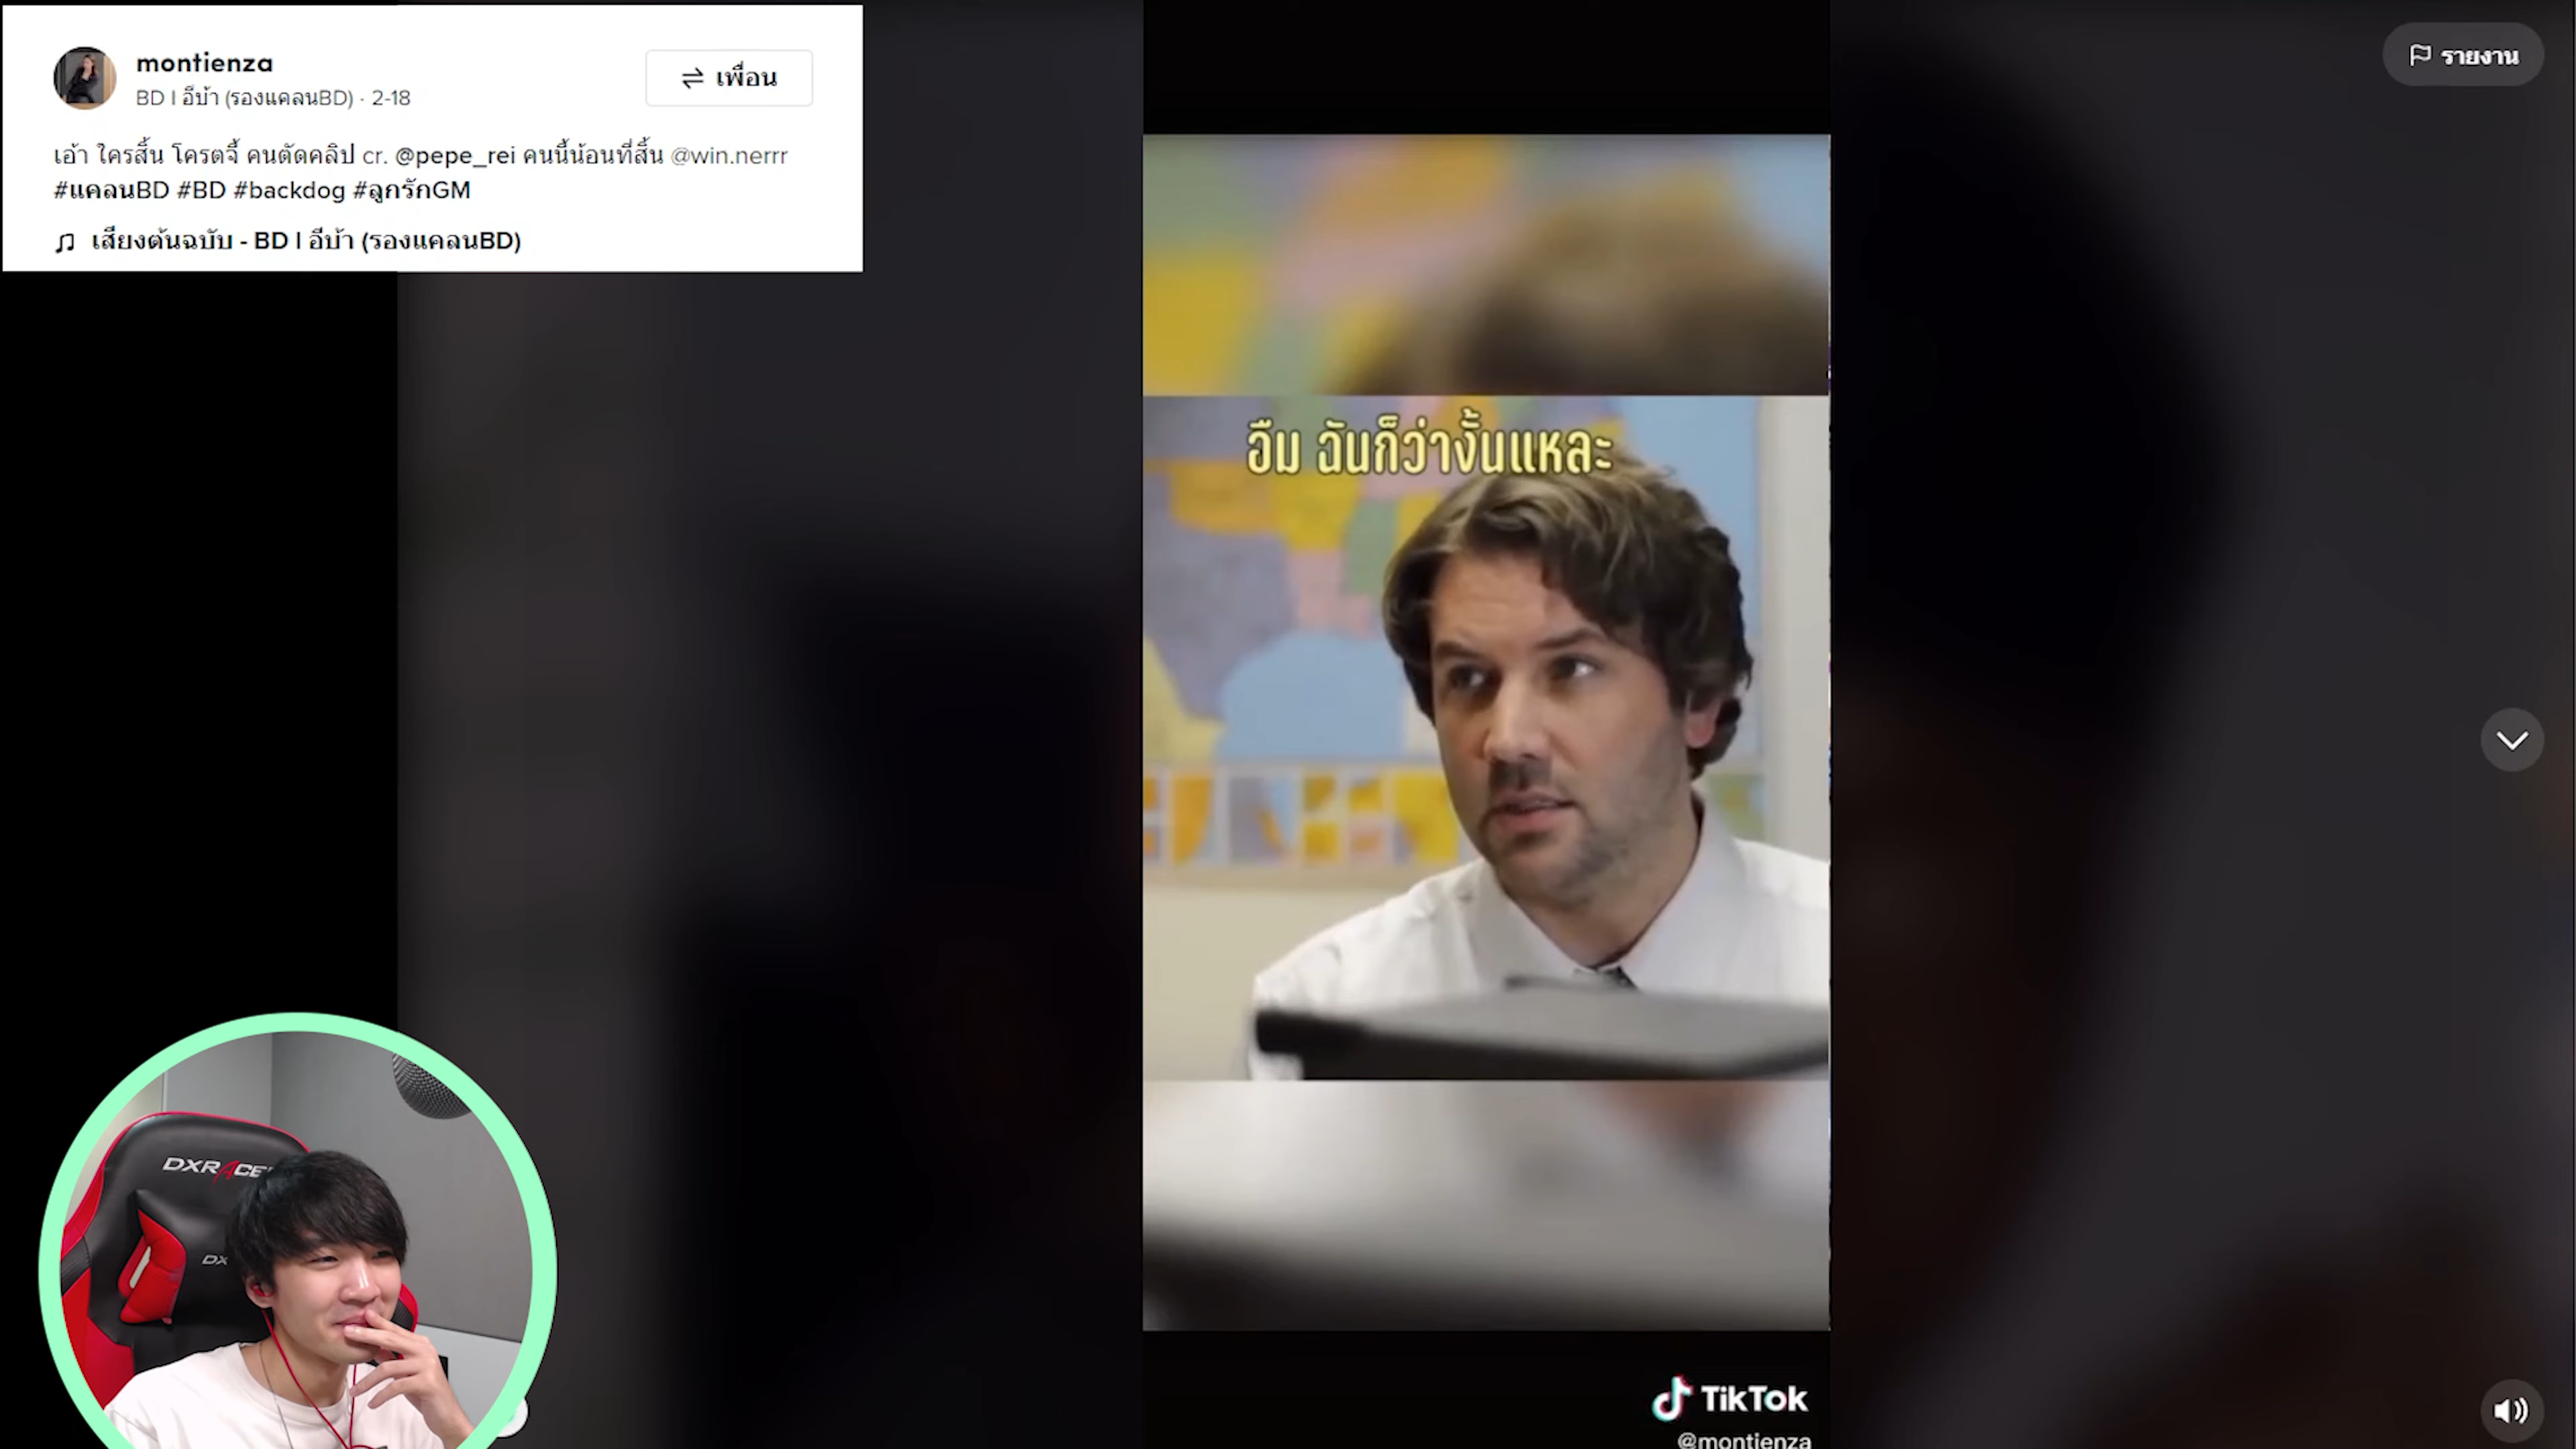 montienza
BD l อีบ้า (รองแคลนBD) · 2-18
เพื่อน
เอ้า ใครสิ้น โครตจี้ คนตัดคลิป cr. @pepe_rei คนนี้น้อนที่สิ้น @win.nerrr
#แคลนBD #BD #backdog #ลูกรักGM
เสียงต้นฉบับ - BD l อีบ้า (รองแคลนBD)
รายงาน
อืม ฉันก็ว่างั้นแหละ
DXRACE
DX
TikTok
@montienza